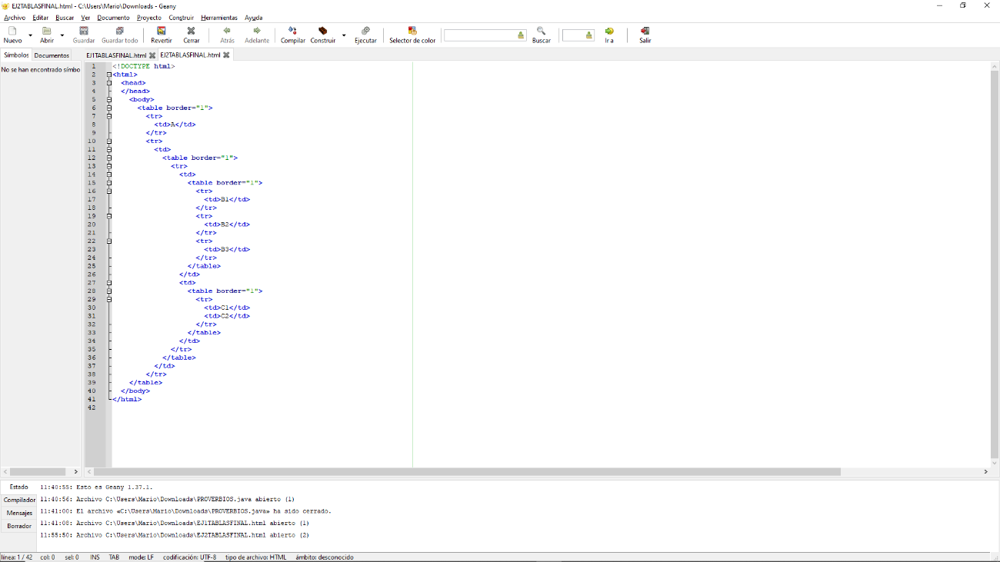 EJ2TABLASFINAL.html - C:\Users\Mario\Downloads - Geany
Archivo Editar Buscar Ver Documento Proyecto Construir Herramientas Ayuda
Nuevo Abrir Guardar Guardar todo Revertir Cerrar Atrás Adelante Compilar Construir Ejecutar Selector de color Buscar Ir a Salir
Símbolos Documentos EJ1TABLASFINAL.html EJ2TABLASFINAL.html
No se han encontrado símbo
1 <!DOCTYPE html>
2 <html>
3 <head>
4 </head>
5 <body>
6 <table border="1">
7 <tr>
8 <td>A</td>
9 </tr>
10 <tr>
11 <td>
12 <table border="1">
13 <tr>
14 <td>
15 <table border="1">
16 <tr>
17 <td>B1</td>
18 </tr>
19 <tr>
20 <td>B2</td>
21 </tr>
22 <tr>
23 <td>B3</td>
24 </tr>
25 </table>
26 </td>
27 <td>
28 <table border="1">
29 <tr>
30 <td>C1</td>
31 <td>C2</td>
32 </tr>
33 </table>
34 </td>
35 </tr>
36 </table>
37 </td>
38 </tr>
39 </table>
40 </body>
41 </html>
42
Estado 11:40:55: Esto es Geany 1.37.1.
Compilador 11:40:56: Archivo C:\Users\Mario\Downloads\PROVERBIOS.java abierto (1)
Mensajes 11:41:00: El archivo «C:\Users\Mario\Downloads\PROVERBIOS.java» ha sido cerrado.
Borrador 11:41:08: Archivo C:\Users\Mario\Downloads\EJ1TABLASFINAL.html abierto (1)
11:55:50: Archivo C:\Users\Mario\Downloads\EJ2TABLASFINAL.html abierto (2)
línea: 1 / 42 col: 0 sel: 0 INS TAB mode: LF codificación: UTF-8 tipo de archivo: HTML ámbito: desconocido